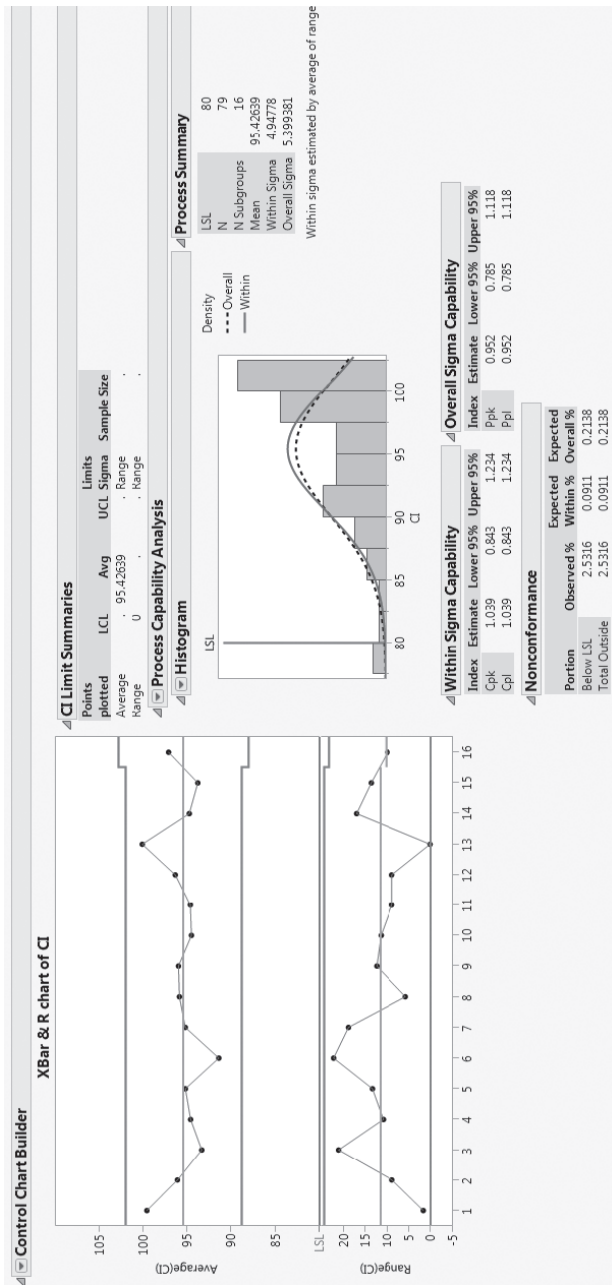 Control Chart Builder
XBar & R chart of CI
Average(CI)
105
100
95
90
85
LSL
Range(CI)
20
15
10
5
0
-5
1 2 3 4 5 6 7 8 9 10 11 12 13 14 15 16
CI Limit Summaries
Points plotted LCL Avg UCL Limits Sigma Sample Size
Average . 95.42639 . Range .
Range 0 . . Range .
Process Capability Analysis
Histogram
LSL
80 85 90 95 100
CI
Density
Overall
Within
Process Summary
LSL 80
N 79
N Subgroups 16
Mean 95.42639
Within Sigma 4.94778
Overall Sigma 5.399381
Within sigma estimated by average of range
Within Sigma Capability
Index Estimate Lower 95% Upper 95%
Cpk 1.039 0.843 1.234
Cpl 1.039 0.843 1.234
Overall Sigma Capability
Index Estimate Lower 95% Upper 95%
Ppk 0.952 0.785 1.118
Ppl 0.952 0.785 1.118
Nonconformance
Portion Observed % Expected Within % Expected Overall %
Below LSL 2.5316 0.0911 0.2138
Total Outside 2.5316 0.0911 0.2138